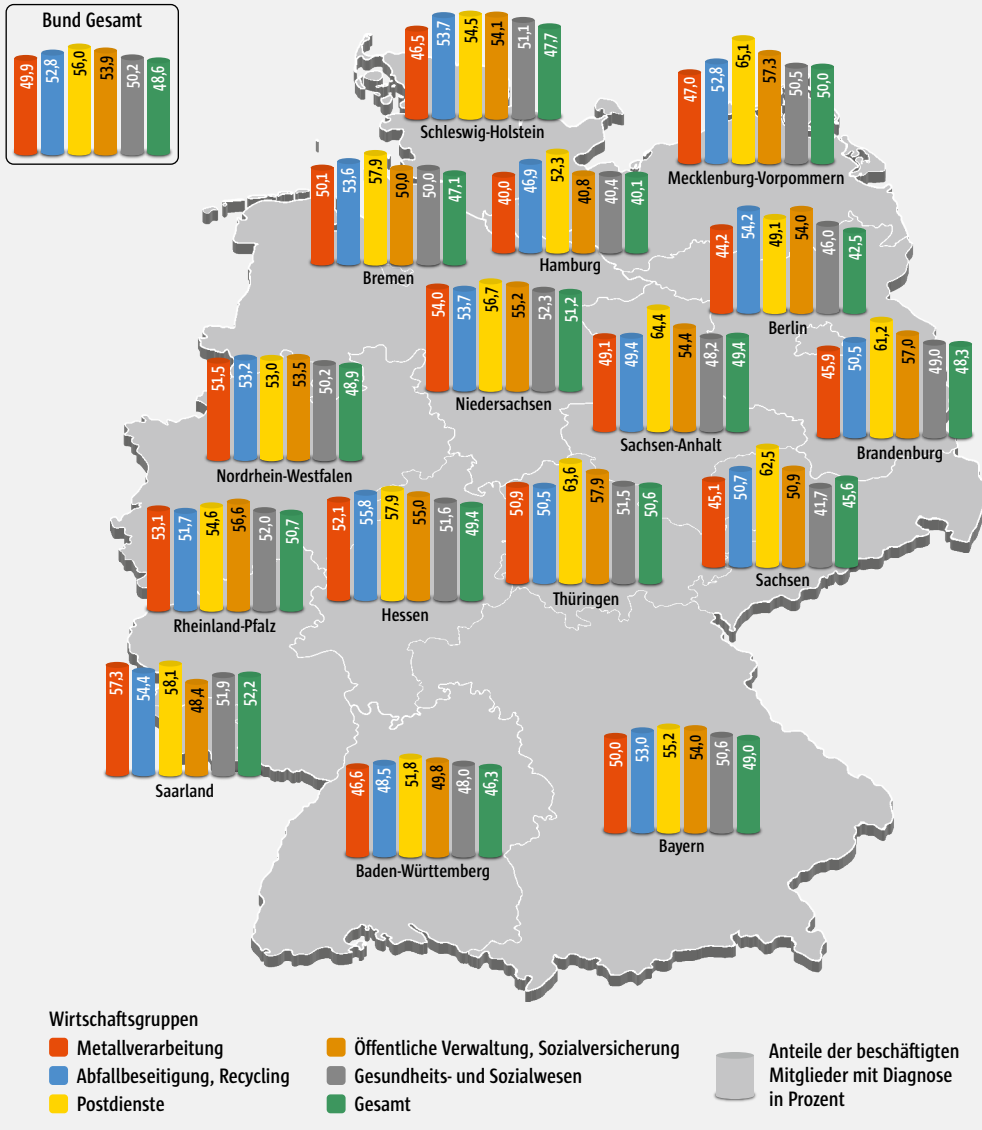 Bund Gesamt
49,9 52,8 56,0 53,9 50,2 48,6
46,5 53,7 54,5 54,1 51,1 47,7
Schleswig-Holstein
47,0 52,8 65,1 57,3 50,5 50,0
Mecklenburg-Vorpommern
50,1 53,6 57,9 50,0 50,0 47,1
Bremen
40,0 46,9 52,3 40,8 40,4 40,1
Hamburg
44,2 54,2 49,1 54,0 46,0 42,5
Berlin
54,0 53,7 56,7 55,2 52,3 51,2
Niedersachsen
49,1 49,4 64,4 54,4 48,2 49,4
Sachsen-Anhalt
45,9 50,5 61,2 57,0 49,0 48,3
Brandenburg
51,5 53,2 53,0 53,5 50,2 48,9
Nordrhein-Westfalen
53,1 51,7 54,6 56,6 52,0 50,7
Rheinland-Pfalz
52,1 55,8 57,9 55,0 51,6 49,4
Hessen
50,9 50,5 63,6 57,9 51,5 50,6
Thüringen
45,1 50,7 62,5 50,9 41,7 45,6
Sachsen
57,3 54,4 58,1 48,4 51,9 52,2
Saarland
46,6 48,5 51,8 49,8 48,0 46,3
Baden-Württemberg
50,0 53,0 55,2 54,0 50,6 49,0
Bayern
Wirtschaftsgruppen
Metallverarbeitung
Abfallbeseitigung, Recycling
Postdienste
Öffentliche Verwaltung, Sozialversicherung
Gesundheits- und Sozialwesen
Gesamt
Anteile der beschäftigten
Mitglieder mit Diagnose
in Prozent